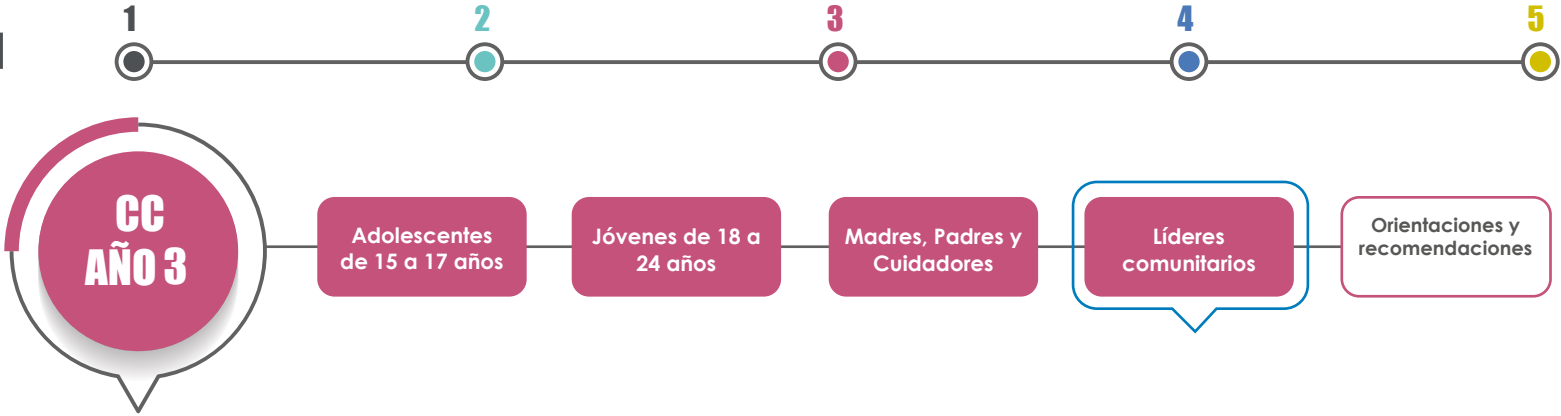 1
2
3
4
5
CC
AÑO 3
Adolescentes
de 15 a 17 años
Jóvenes de 18 a
24 años
Madres, Padres y
Cuidadores
Líderes
comunitarios
Orientaciones y
recomendaciones